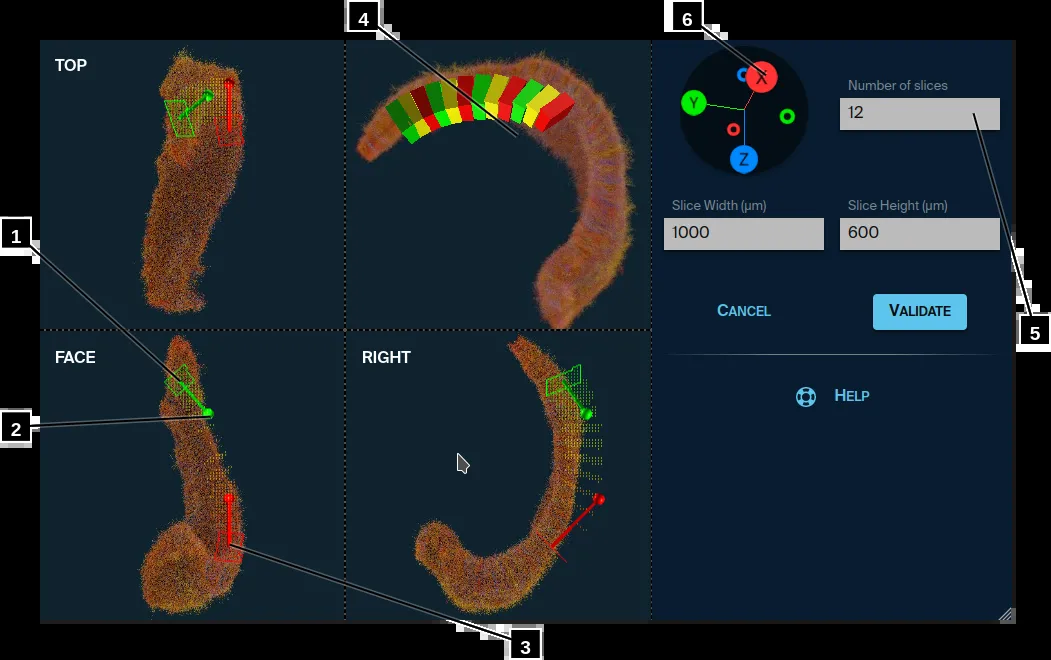 4
6
TOP
X
Y
Z
Number of slices
12
1
Slice Width (µm)
Slice Height (µm)
1000
600
CANCEL
VALIDATE
5
FACE
RIGHT
HELP
2
3